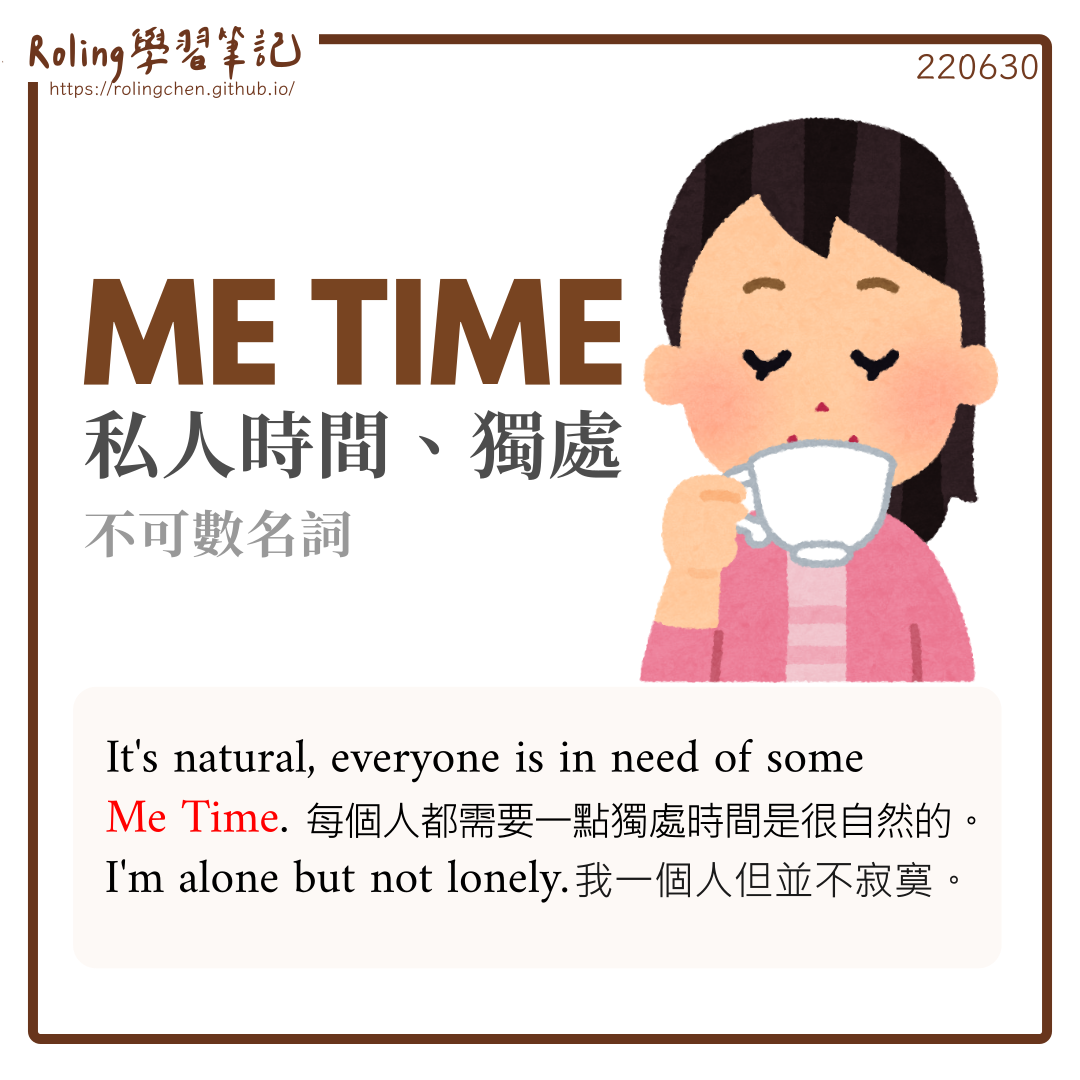 Roling學習筆記
https://rolingchen.github.io/
220630
ME TIME
私人時間、獨處
不可數名詞
It's natural, everyone is in need of some
Me Time. 每個人都需要一點獨處時間是很自然的。
I'm alone but not lonely. 我一個人但並不寂寞。